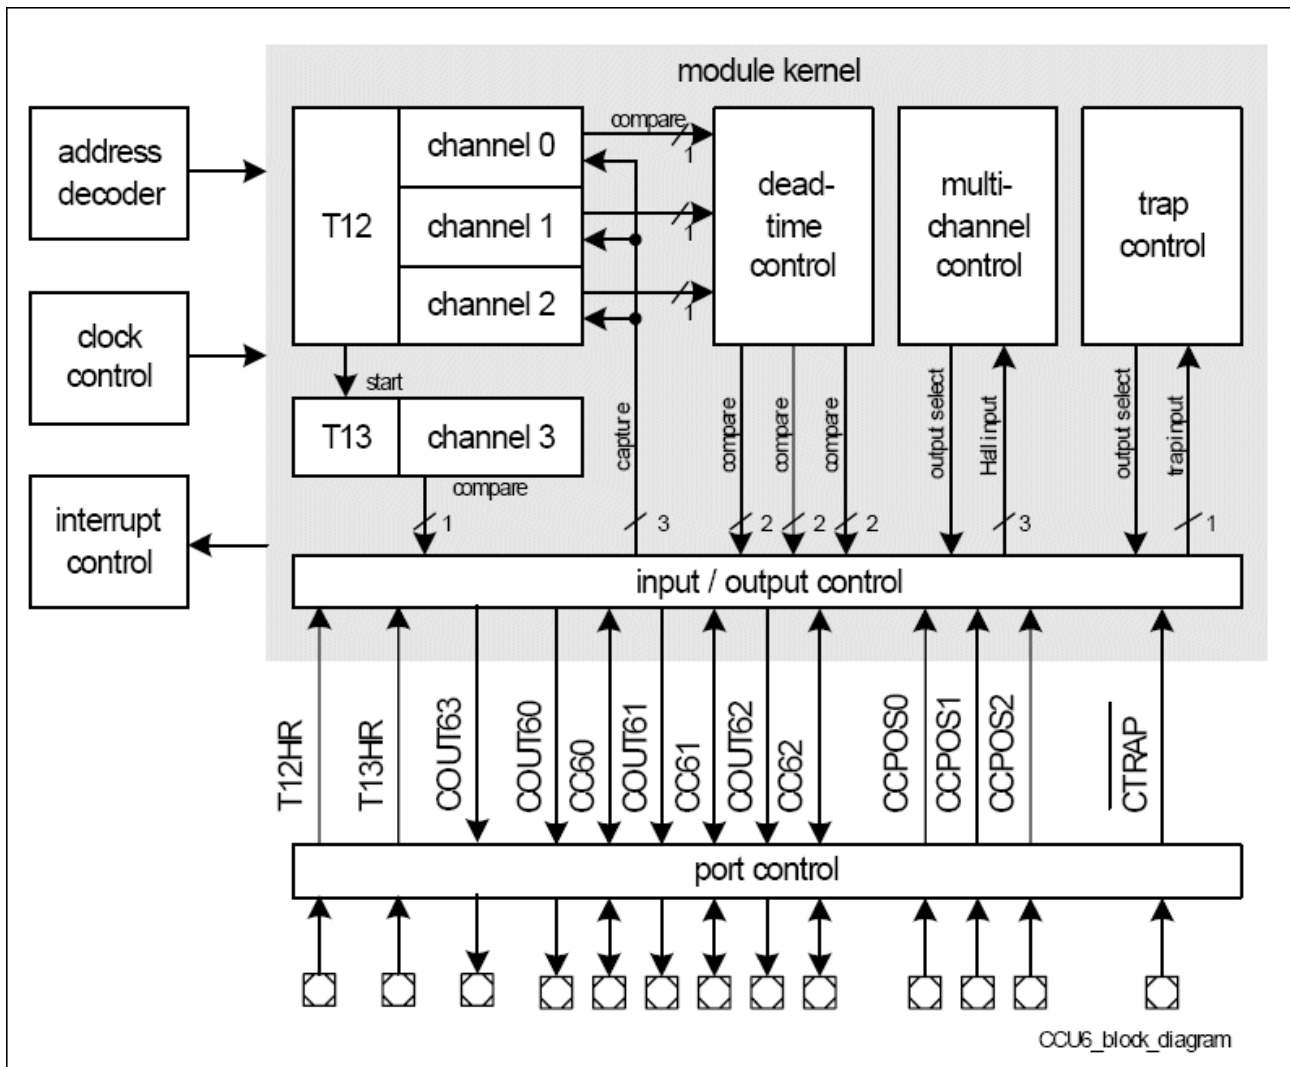 module kernel
address
decoder
clock
control
interrupt
control
T12
channel 0
channel 1
channel 2
compare
1
1
1
dead-
time
control
multi-
channel
control
trap
control
start
T13
channel 3
compare
1
capture
3
compare
2
compare
2
compare
2
output select
Hall input
3
output select
trap input
1
input / output control
T12HR
T13HR
COUT63
COUT60
CC60
COUT61
CC61
COUT62
CC62
CCPOS0
CCPOS1
CCPOS2
CTRAP
port control
CCU6_block_diagram